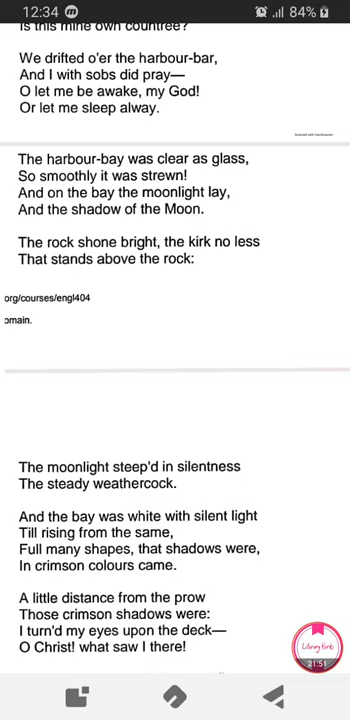 12:34 m 84%
Is this mine own countree?
We drifted o'er the harbour-bar,
And I with sobs did pray—
O let me be awake, my God!
Or let me sleep alway.
Scanned with CamScanner
The harbour-bay was clear as glass,
So smoothly it was strewn!
And on the bay the moonlight lay,
And the shadow of the Moon.
The rock shone bright, the kirk no less
That stands above the rock:
org/courses/engl404
omain.
The moonlight steep'd in silentness
The steady weathercock.
And the bay was white with silent light
Till rising from the same,
Full many shapes, that shadows were,
In crimson colours came.
A little distance from the prow
Those crimson shadows were:
I turn'd my eyes upon the deck—
O Christ! what saw I there!
21:51